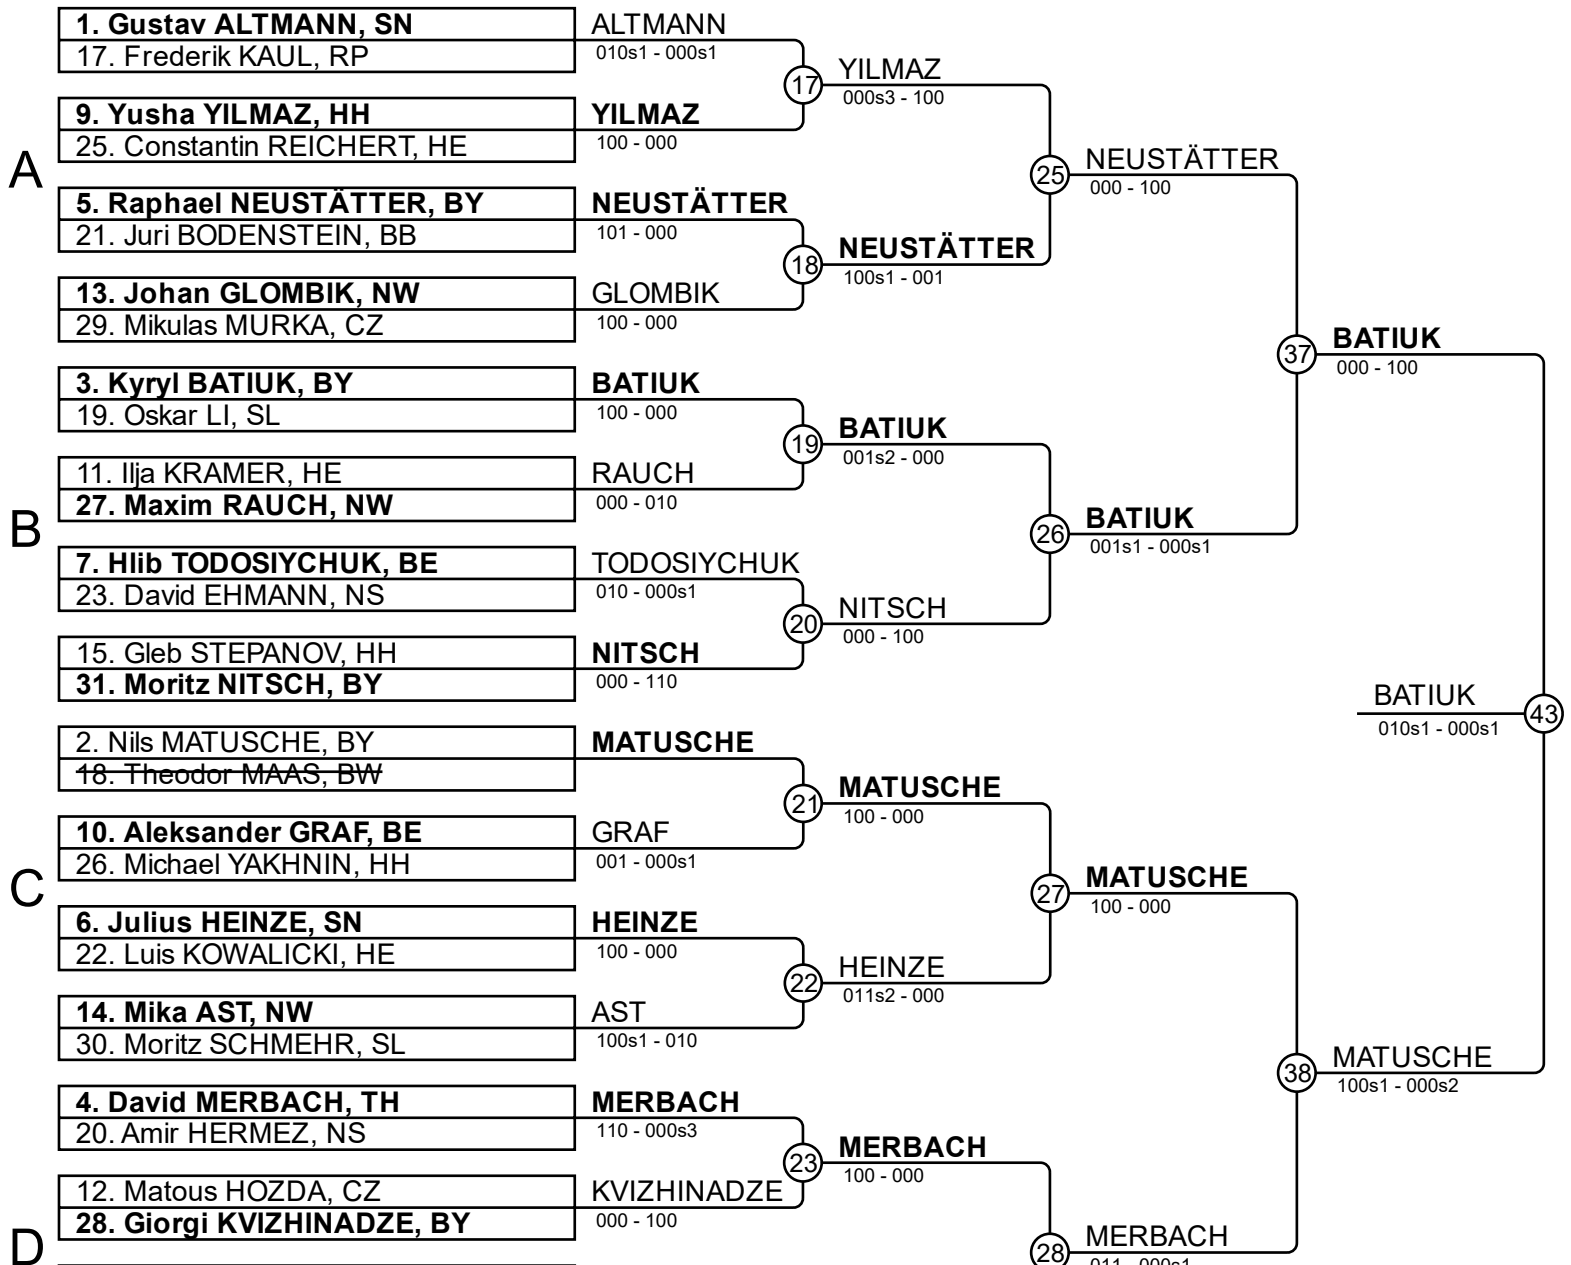 1. Gustav ALTMANN, SN
17. Frederik KAUL, RP
ALTMANN
010s1 - 000s1
17
YILMAZ
000s3 - 100
9. Yusha YILMAZ, HH
25. Constantin REICHERT, HE
YILMAZ
100 - 000
A
25
NEUSTÄTTER
000 - 100
5. Raphael NEUSTÄTTER, BY
21. Juri BODENSTEIN, BB
NEUSTÄTTER
101 - 000
18
NEUSTÄTTER
100s1 - 001
13. Johan GLOMBIK, NW
29. Mikulas MURKA, CZ
GLOMBIK
100 - 000
37
BATIUK
000 - 100
3. Kyryl BATIUK, BY
19. Oskar LI, SL
BATIUK
100 - 000
19
BATIUK
001s2 - 000
11. Ilja KRAMER, HE
27. Maxim RAUCH, NW
RAUCH
000 - 010
B
26
BATIUK
001s1 - 000s1
7. Hlib TODOSIYCHUK, BE
23. David EHMANN, NS
TODOSIYCHUK
010 - 000s1
20
NITSCH
000 - 100
15. Gleb STEPANOV, HH
31. Moritz NITSCH, BY
NITSCH
000 - 110
BATIUK
010s1 - 000s1
43
2. Nils MATUSCHE, BY
18. Theodor MAAS, BW
MATUSCHE
21
MATUSCHE
100 - 000
10. Aleksander GRAF, BE
26. Michael YAKHNIN, HH
GRAF
001 - 000s1
C
27
MATUSCHE
100 - 000
6. Julius HEINZE, SN
22. Luis KOWALICKI, HE
HEINZE
100 - 000
22
HEINZE
011s2 - 000
14. Mika AST, NW
30. Moritz SCHMEHR, SL
AST
100s1 - 010
38
MATUSCHE
100s1 - 000s2
4. David MERBACH, TH
20. Amir HERMEZ, NS
MERBACH
110 - 000s3
23
MERBACH
100 - 000
12. Matous HOZDA, CZ
28. Giorgi KVIZHINADZE, BY
KVIZHINADZE
000 - 100
D
28
MERBACH
011 - 000s1